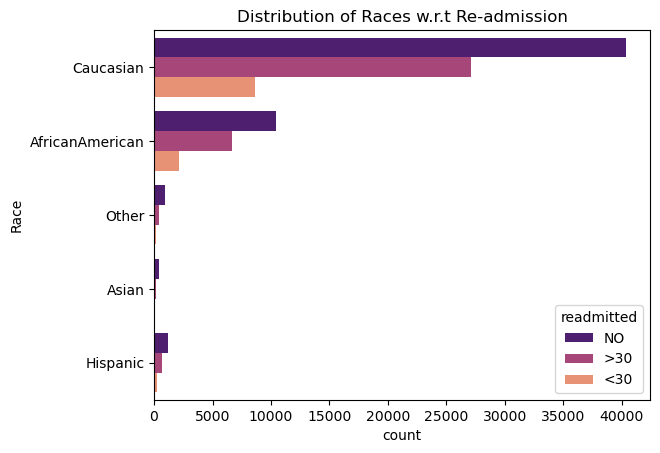 Distribution of Races w.r.t Re-admission
Race
Caucasian
AfricanAmerican
Other
Asian
Hispanic
readmitted
NO
>30
<30
0 5000 10000 15000 20000 25000 30000 35000 40000
count